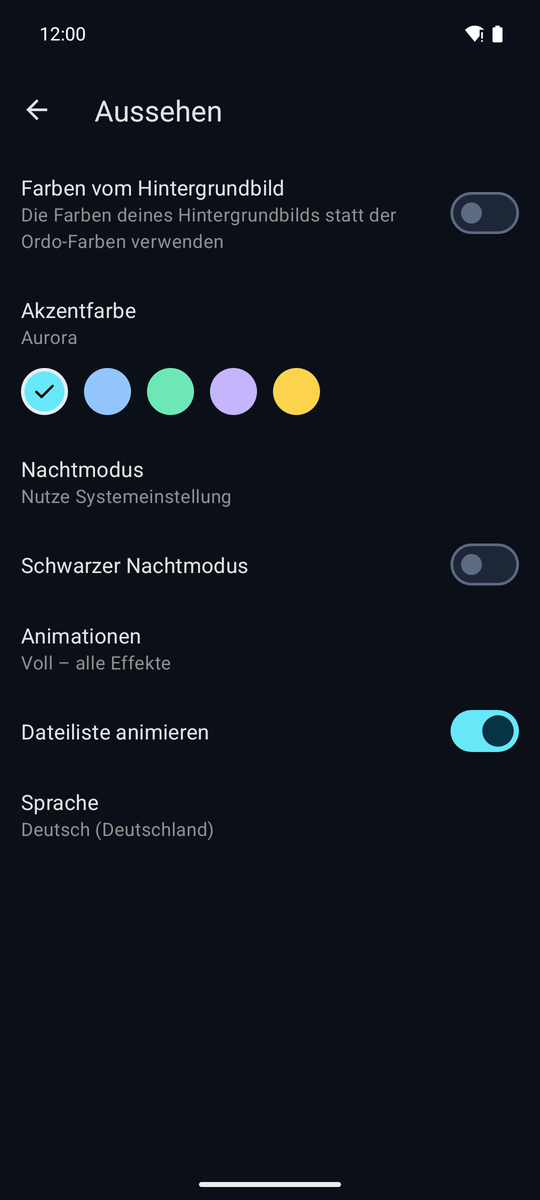 12:00
Aussehen
Farben vom Hintergrundbild
Die Farben deines Hintergrundbilds statt der
Ordo-Farben verwenden
Akzentfarbe
Aurora
Nachtmodus
Nutze Systemeinstellung
Schwarzer Nachtmodus
Animationen
Voll – alle Effekte
Dateiliste animieren
Sprache
Deutsch (Deutschland)